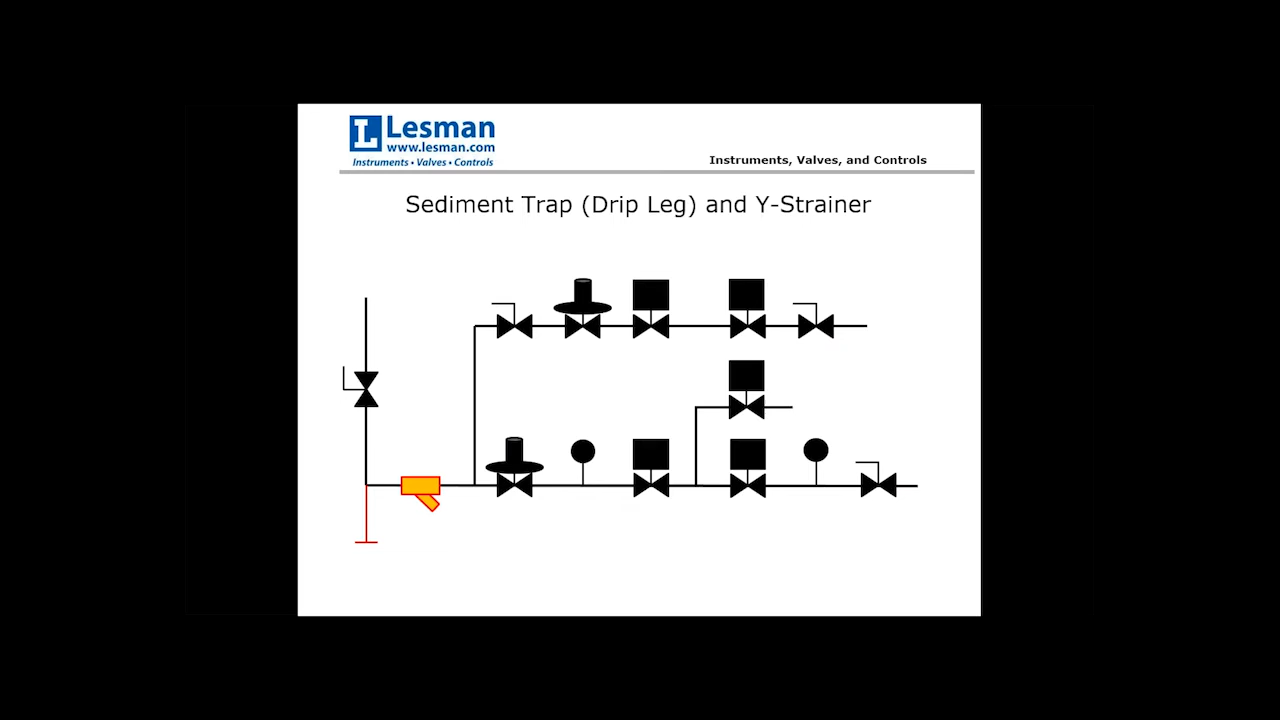 L Lesman
www.lesman.com
Instruments • Valves • Controls
Instruments, Valves, and Controls
Sediment Trap (Drip Leg) and Y-Strainer